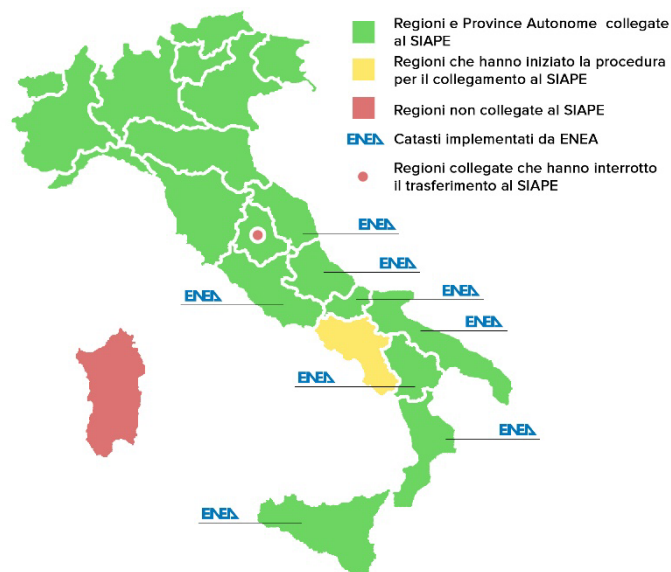 Regioni e Province Autonome collegate
al SIAPE
Regioni che hanno iniziato la procedura
per il collegamento al SIAPE
Regioni non collegate al SIAPE
ENEA Catasti implementati da ENEA
Regioni collegate che hanno interrotto
il trasferimento al SIAPE
ENEA
ENEA
ENEA
ENEA
ENEA
ENEA
ENEA
ENEA